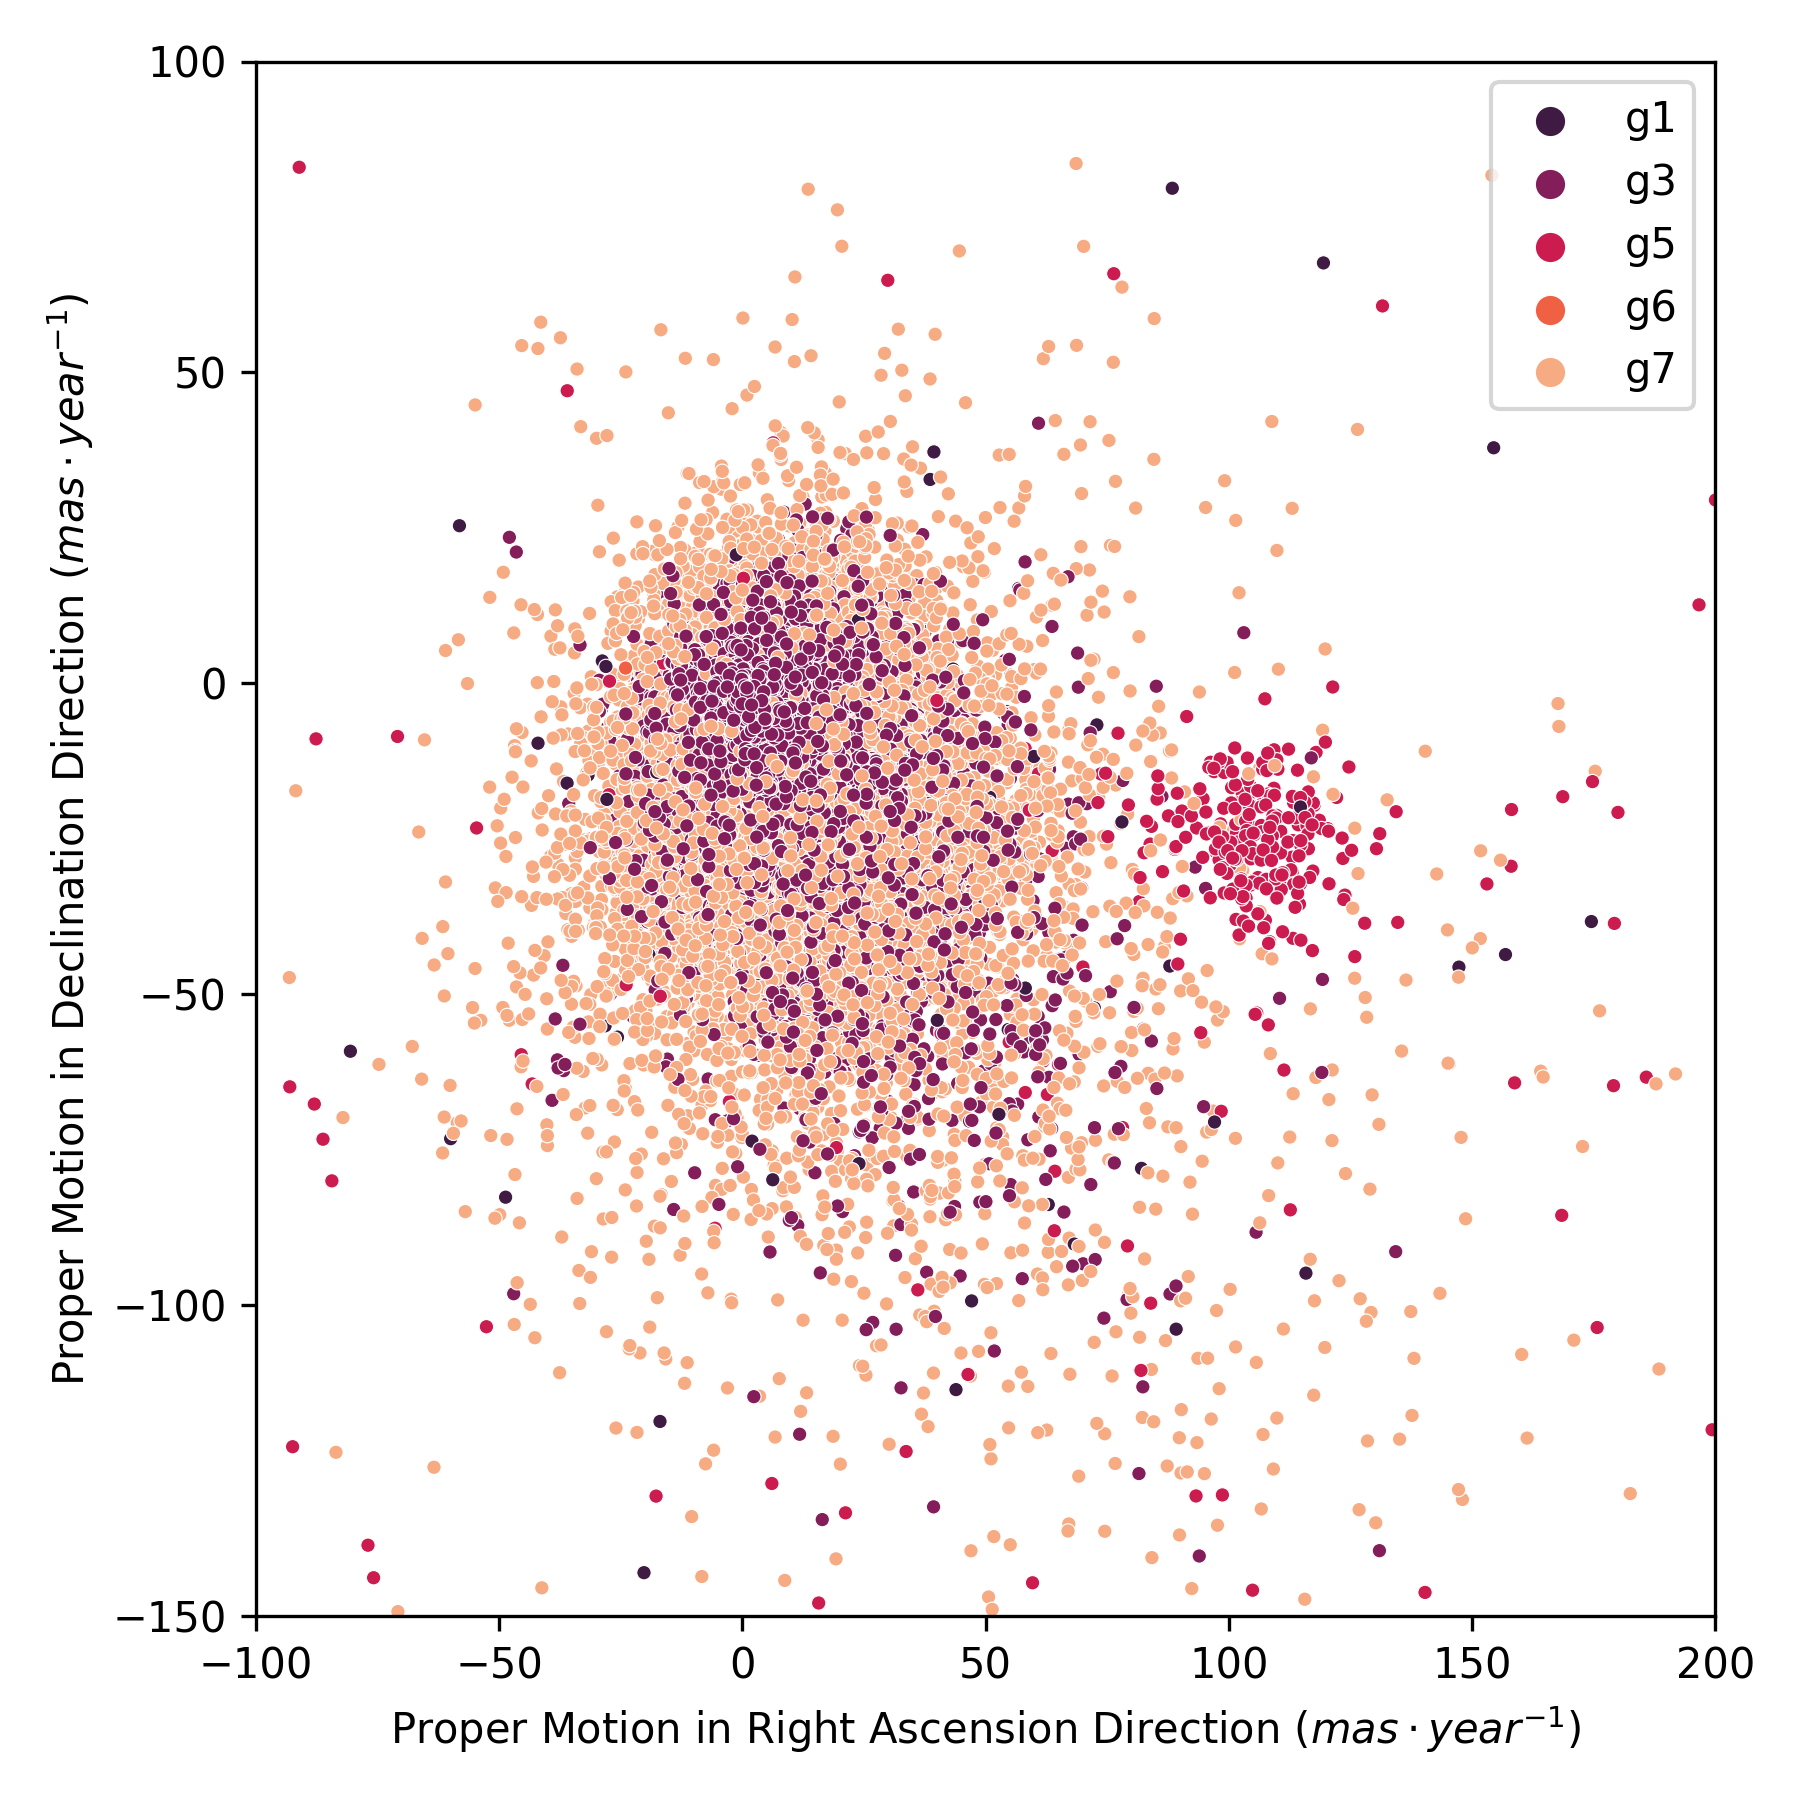 100
50
0
−50
−100
−150
−100
−50
0
50
100
150
200
Proper Motion in Declination Direction (mas · year⁻¹)
Proper Motion in Right Ascension Direction (mas · year⁻¹)
g1
g3
g5
g6
g7